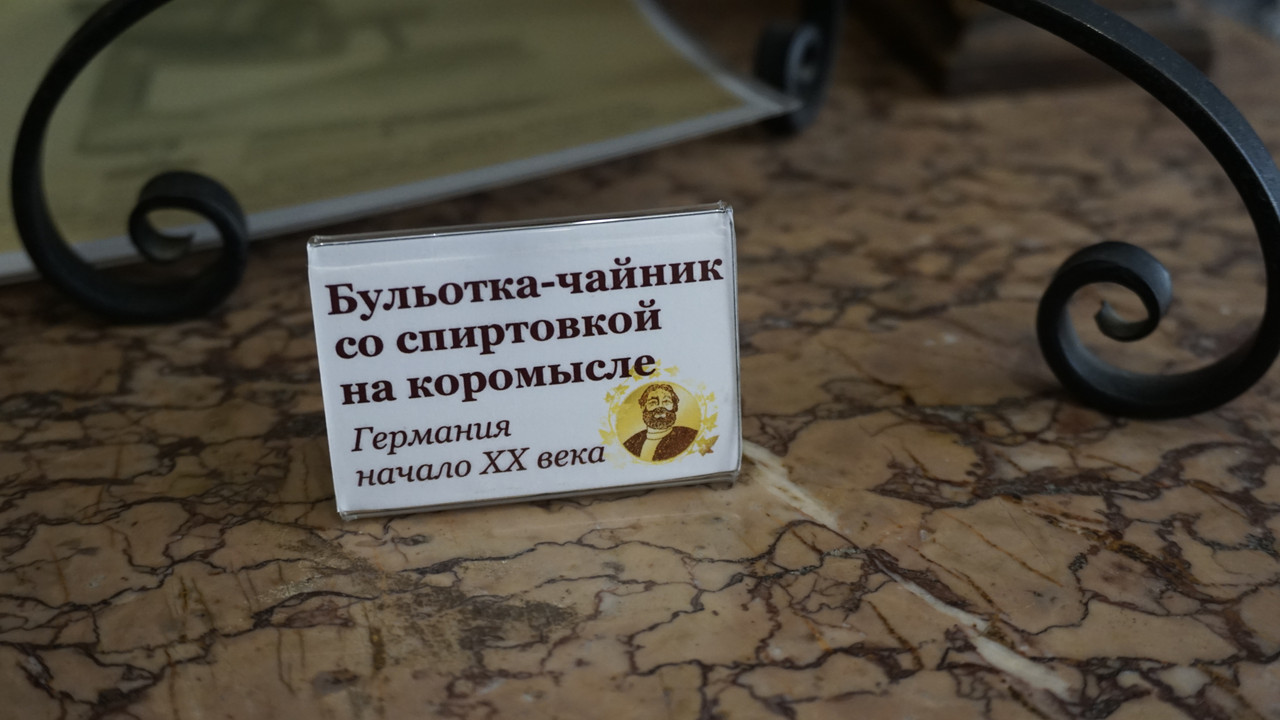 Бульотка-чайник
со спиртовкой
на коромысле
Германия
начало XX века